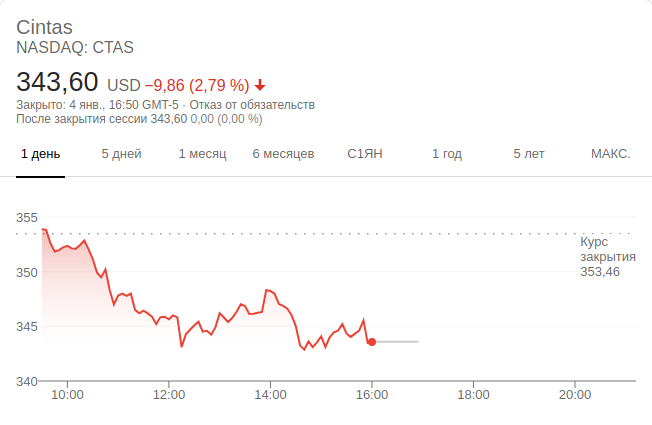 Cintas
NASDAQ: CTAS
343,60 USD −9,86 (2,79 %)
Закрыто: 4 янв., 16:50 GMT-5 · Отказ от обязательств
После закрытия сессии 343,60 0,00 (0,00 %)
1 день 5 дней 1 месяц 6 месяцев С1ЯН 1 год 5 лет МАКС.
355
Курс
закрытия
353,46
350
345
340
10:00 12:00 14:00 16:00 18:00 20:00